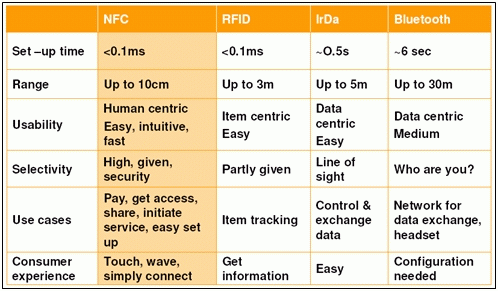 NFC RFID IrDa Bluetooth
Set –up time <0.1ms <0.1ms ~O.5s ~6 sec
Range Up to 10cm Up to 3m Up to 5m Up to 30m
Usability Human centric Easy, intuitive, fast Item centric Easy Data centric Easy Data centric Medium
Selectivity High, given, security Partly given Line of sight Who are you?
Use cases Pay, get access, share, initiate service, easy set up Item tracking Control & exchange data Network for data exchange, headset
Consumer experience Touch, wave, simply connect Get information Easy Configuration needed